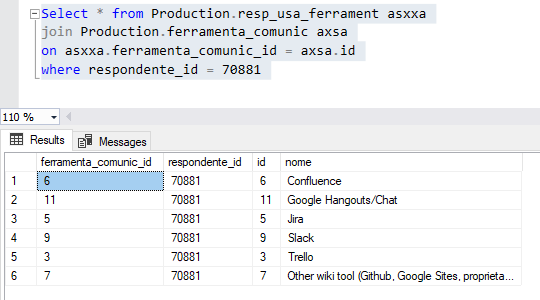 Select * from Production.resp_usa_ferrament asxxa
join Production.ferramenta_comunic axsa
on asxxa.ferramenta_comunic_id = axsa.id
where respondente_id = 70881
110 %
Results Messages
ferramenta_comunic_id respondente_id id nome
1 6 70881 6 Confluence
2 11 70881 11 Google Hangouts/Chat
3 5 70881 5 Jira
4 9 70881 9 Slack
5 3 70881 3 Trello
6 7 70881 7 Other wiki tool (Github, Google Sites, proprieta...